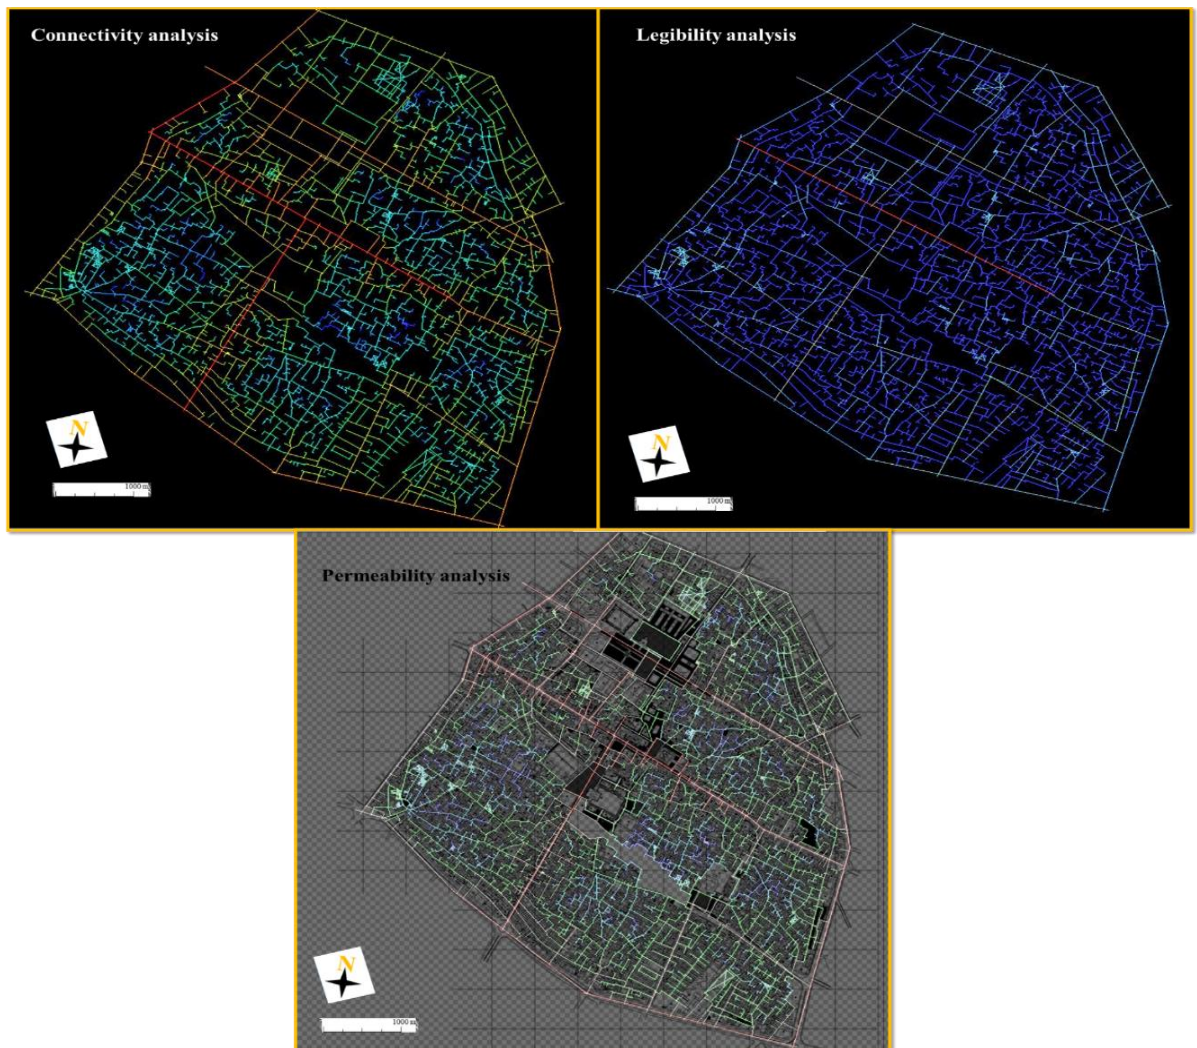 Connectivity analysis
Legibility analysis
N
1000 m
N
1000 m
Permeability analysis
N
1000 m